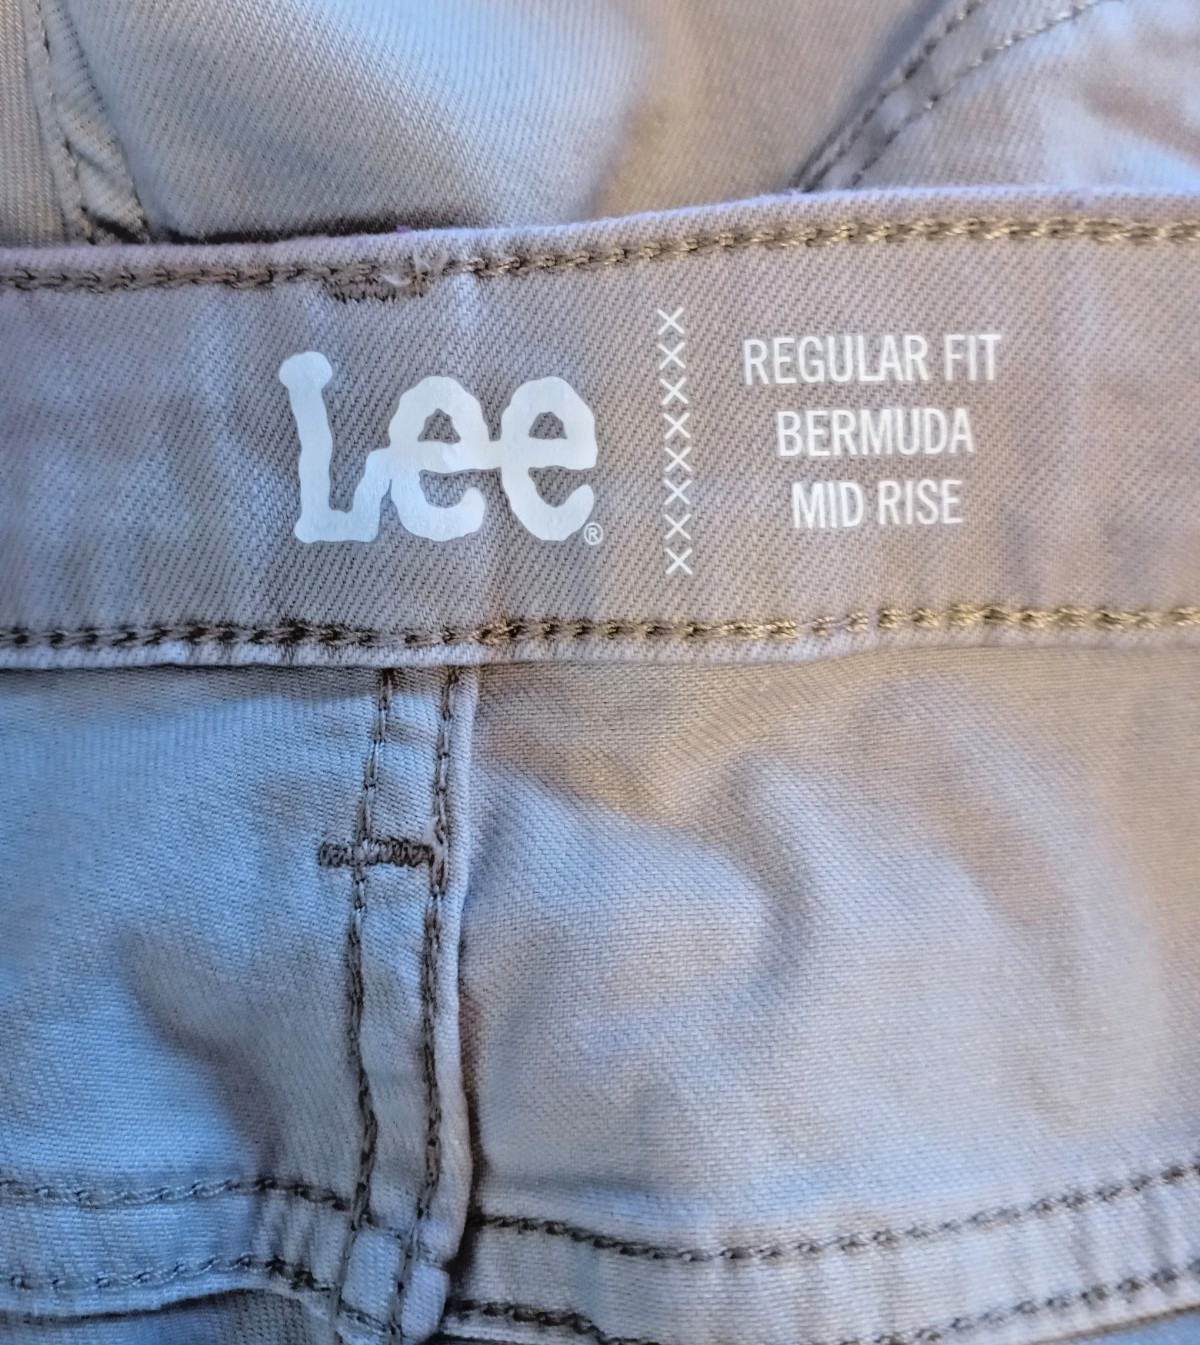 Lee®
REGULAR FIT
BERMUDA
MID RISE